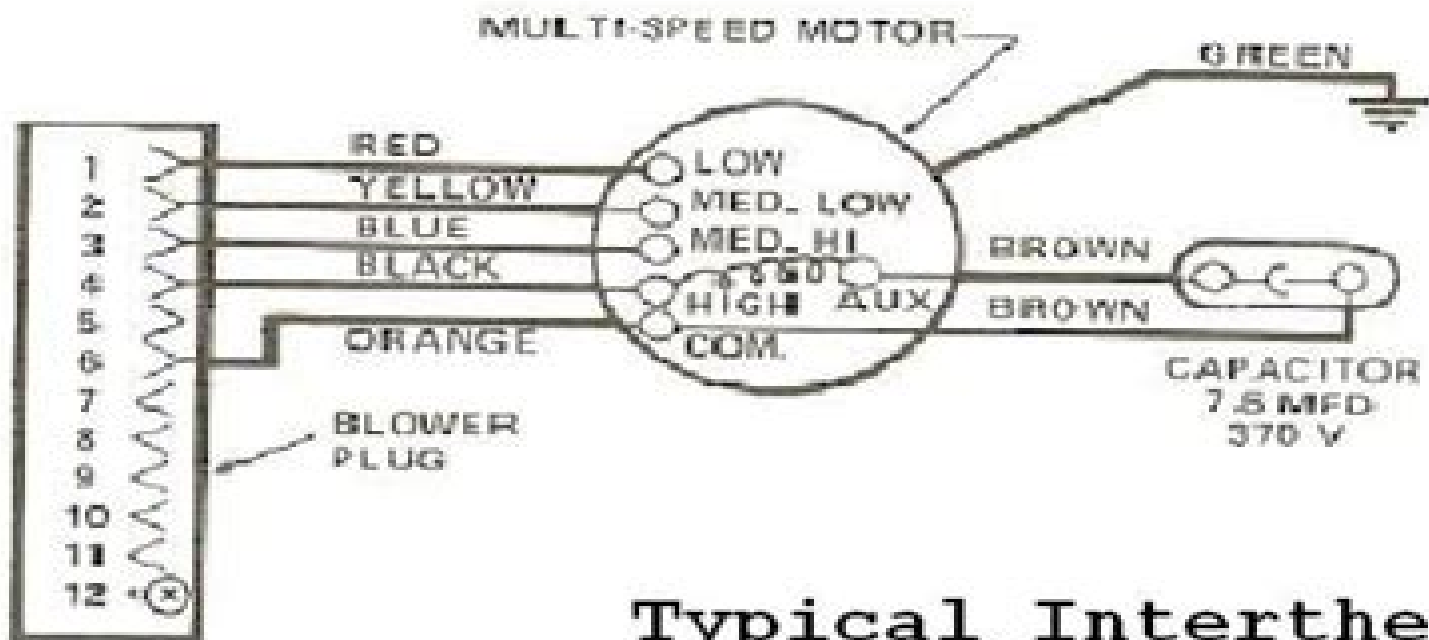 MULTI-SPEED MOTOR
GREEN
RED
YELLOW
BLUE
BLACK
ORANGE
1
2
3
4
5
6
7
8
9
10
11
12
LOW
MED. LOW
MED. HI
HIGH
AUX
COM.
BROWN
BROWN
CAPACITOR
7.5 MFD
370 V
BLOWER
PLUG
Typical Interthe